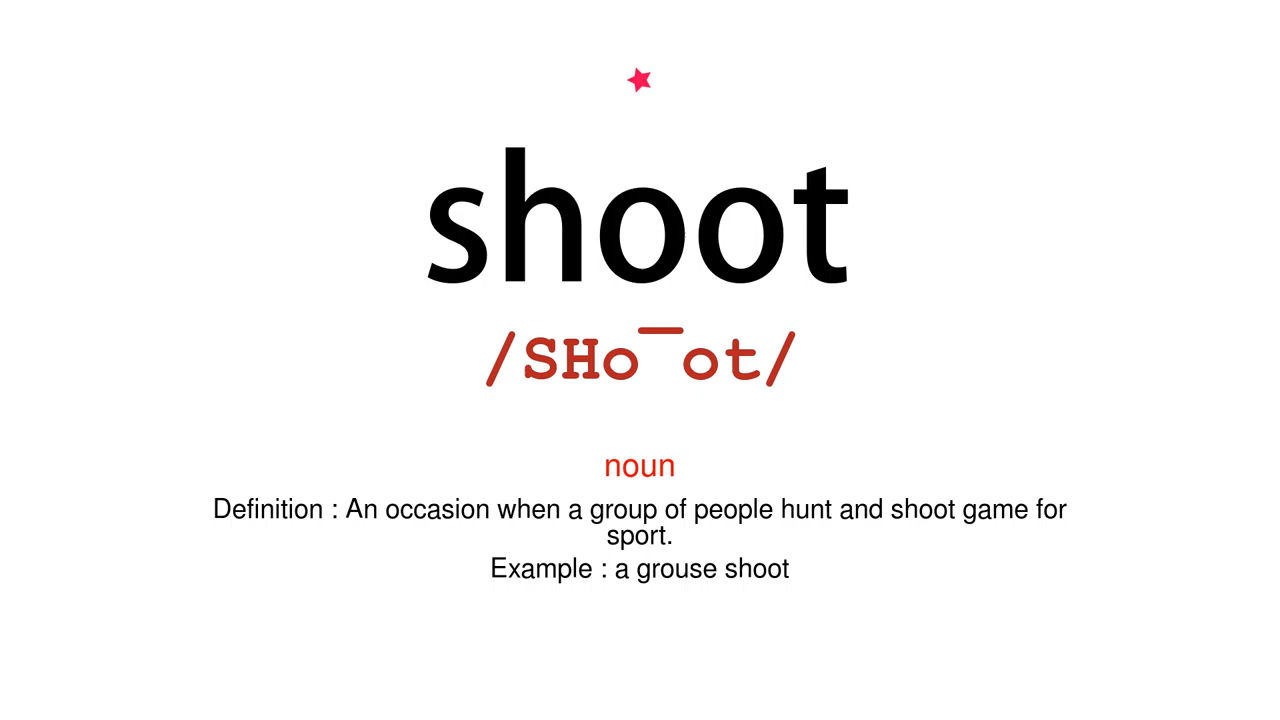 shoot
/SHo¯ot/
noun
Definition : An occasion when a group of people hunt and shoot game for
sport.
Example : a grouse shoot